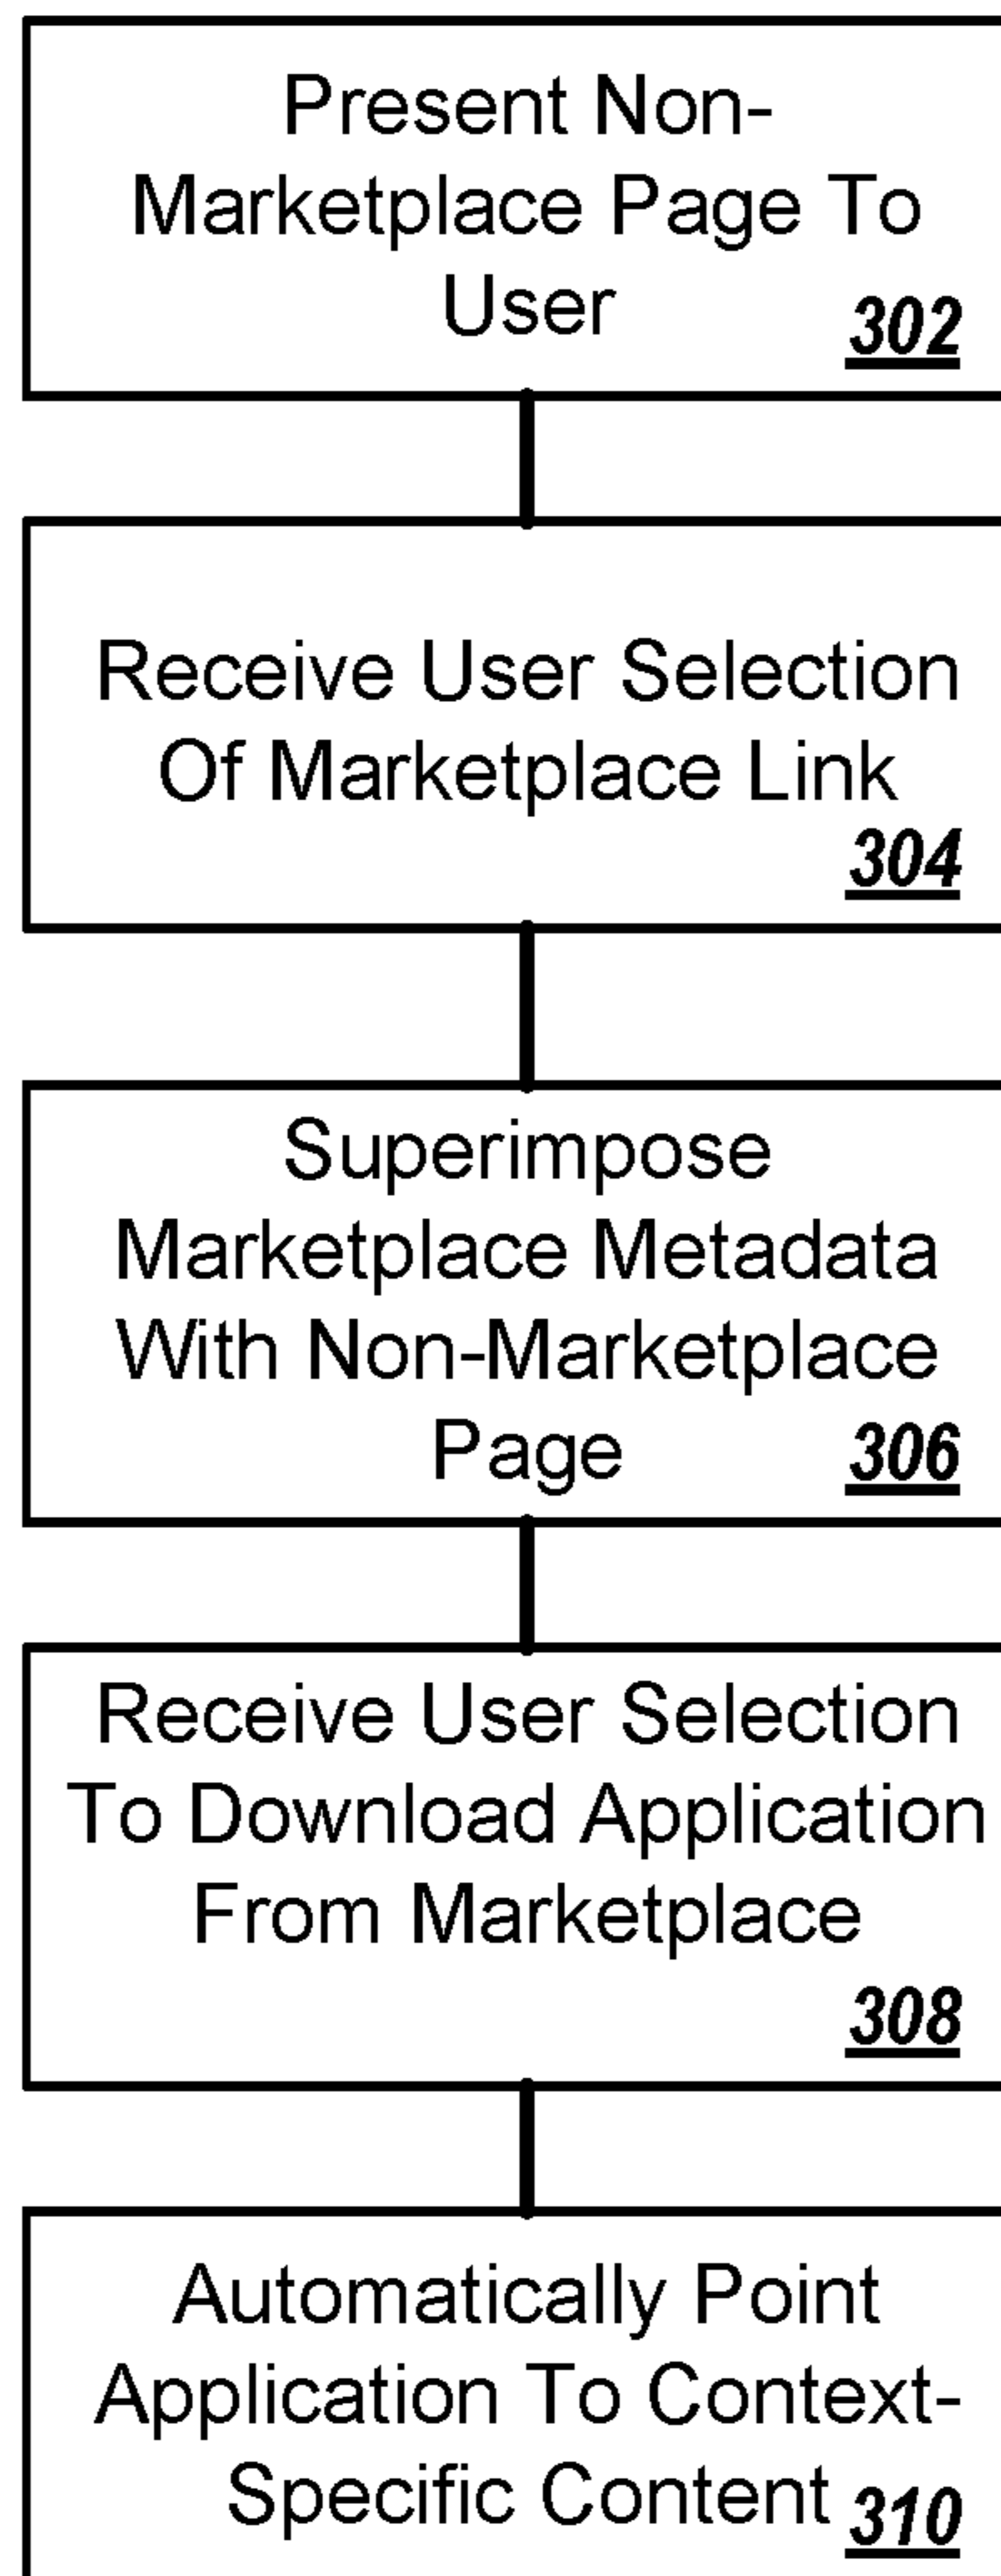 Present Non-
Marketplace Page To
User 302
Receive User Selection
Of Marketplace Link
304
Superimpose
Marketplace Metadata
With Non-Marketplace
Page 306
Receive User Selection
To Download Application
From Marketplace
308
Automatically Point
Application To Context-
Specific Content 310